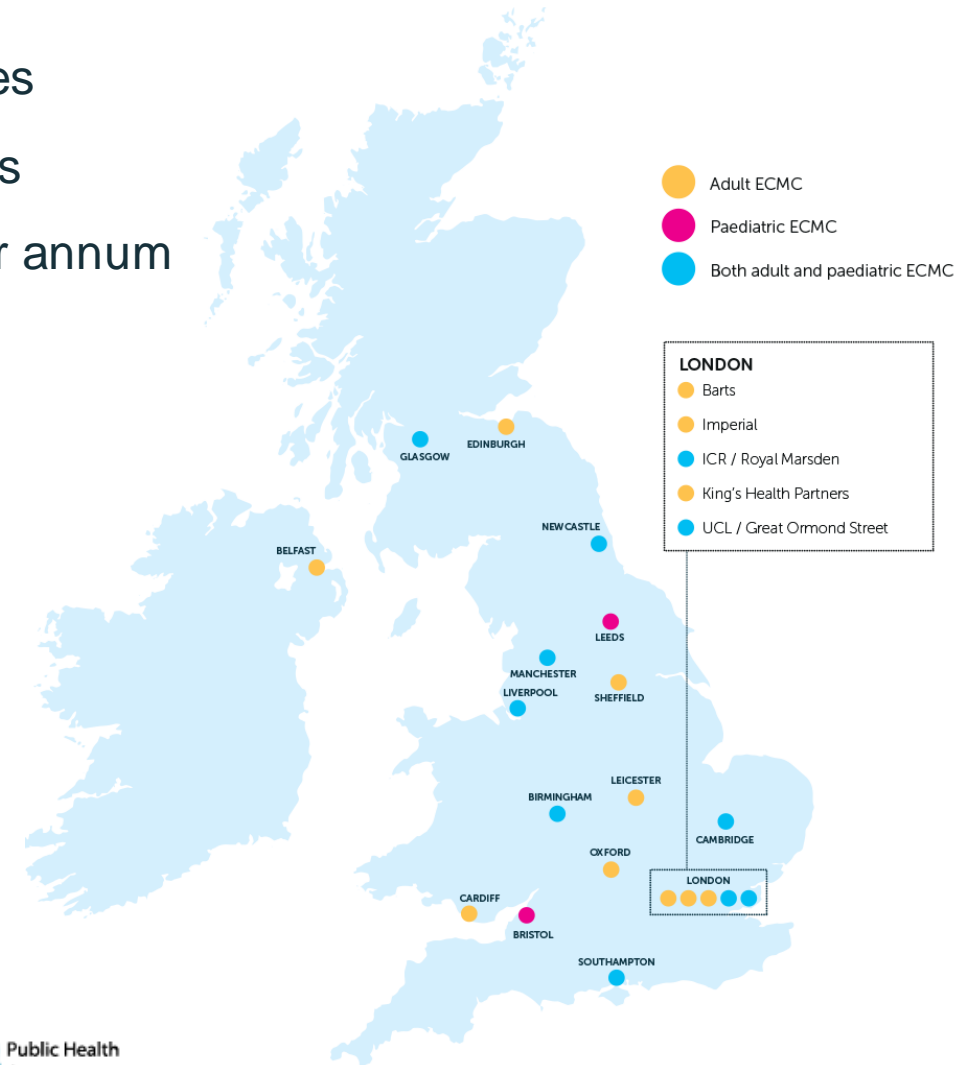 es
s
r annum
Adult ECMC
Paediatric ECMC
Both adult and paediatric ECMC
LONDON
Barts
Imperial
ICR / Royal Marsden
King's Health Partners
UCL / Great Ormond Street
EDINBURGH
GLASGOW
NEWCASTLE
BELFAST
LEEDS
MANCHESTER
LIVERPOOL
SHEFFIELD
LEICESTER
BIRMINGHAM
CAMBRIDGE
OXFORD
LONDON
CARDIFF
BRISTOL
SOUTHAMPTON
Public Health